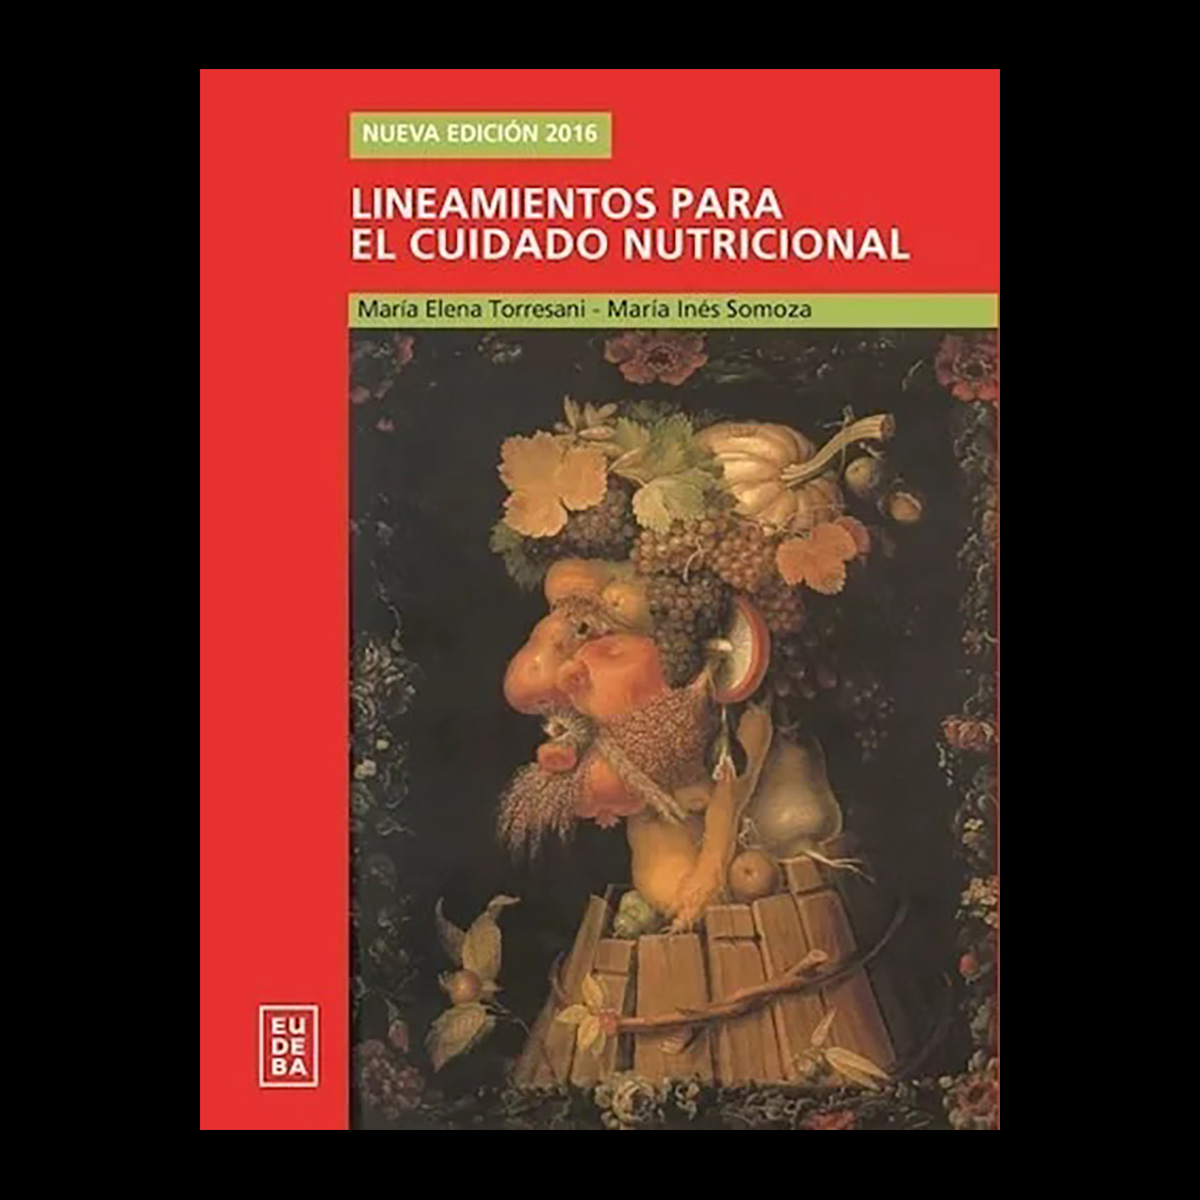 NUEVA EDICIÓN 2016
LINEAMIENTOS PARA
EL CUIDADO NUTRICIONAL
María Elena Torresani - María Inés Somoza
EU
DE
BA